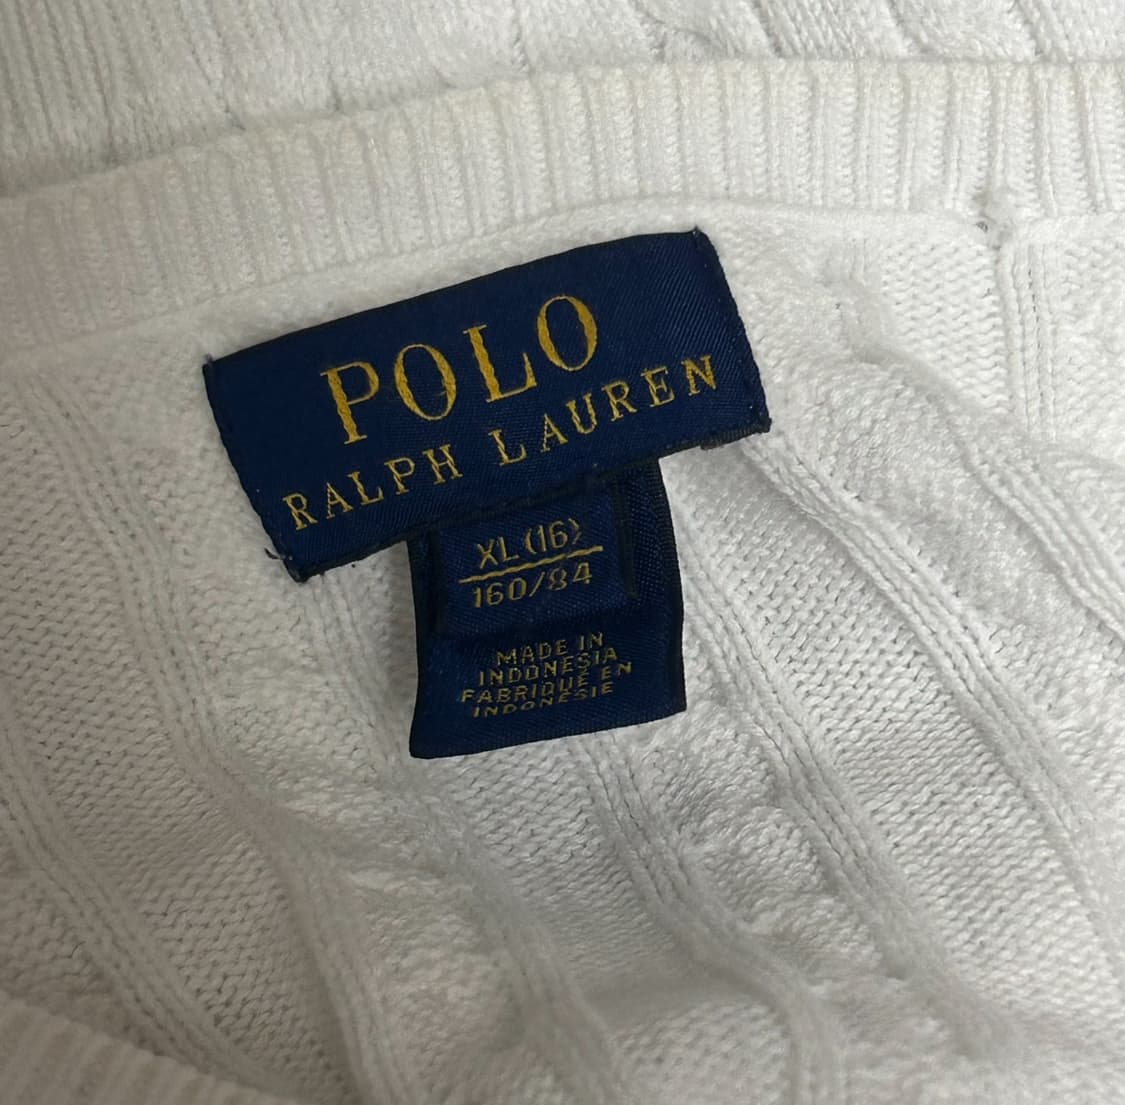 POLO
RALPH LAUREN
XL (16)
160/84
MADE IN
INDONESIA
FABRIQUÉ EN
INDONÉSIE